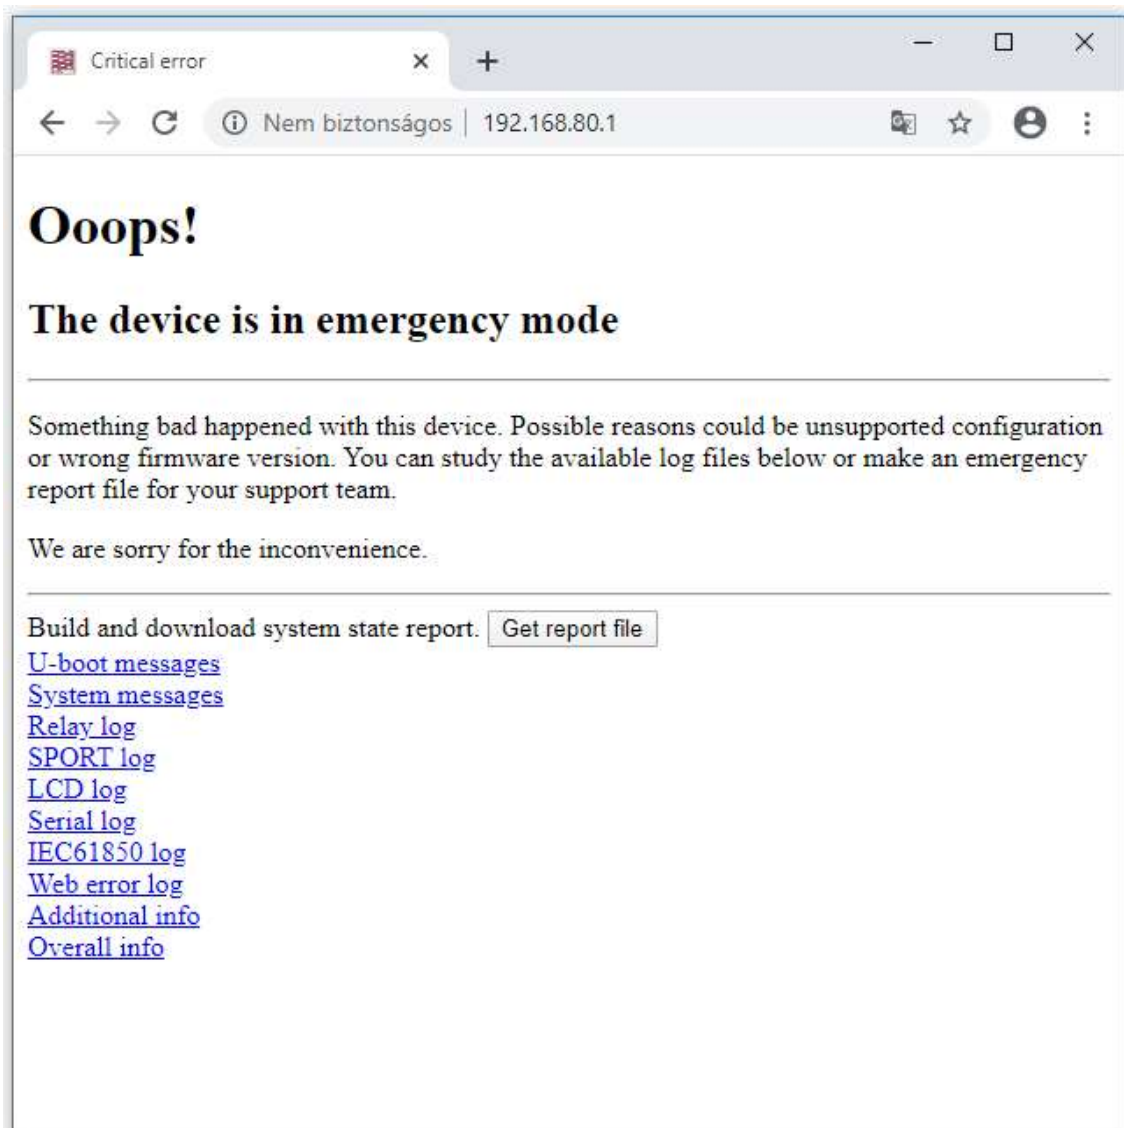 Critical error
Nem biztonságos | 192.168.80.1
Ooops!
The device is in emergency mode
Something bad happened with this device. Possible reasons could be unsupported configuration
or wrong firmware version. You can study the available log files below or make an emergency
report file for your support team.
We are sorry for the inconvenience.
Build and download system state report. Get report file
U-boot messages
System messages
Relay log
SPORT log
LCD log
Serial log
IEC61850 log
Web error log
Additional info
Overall info